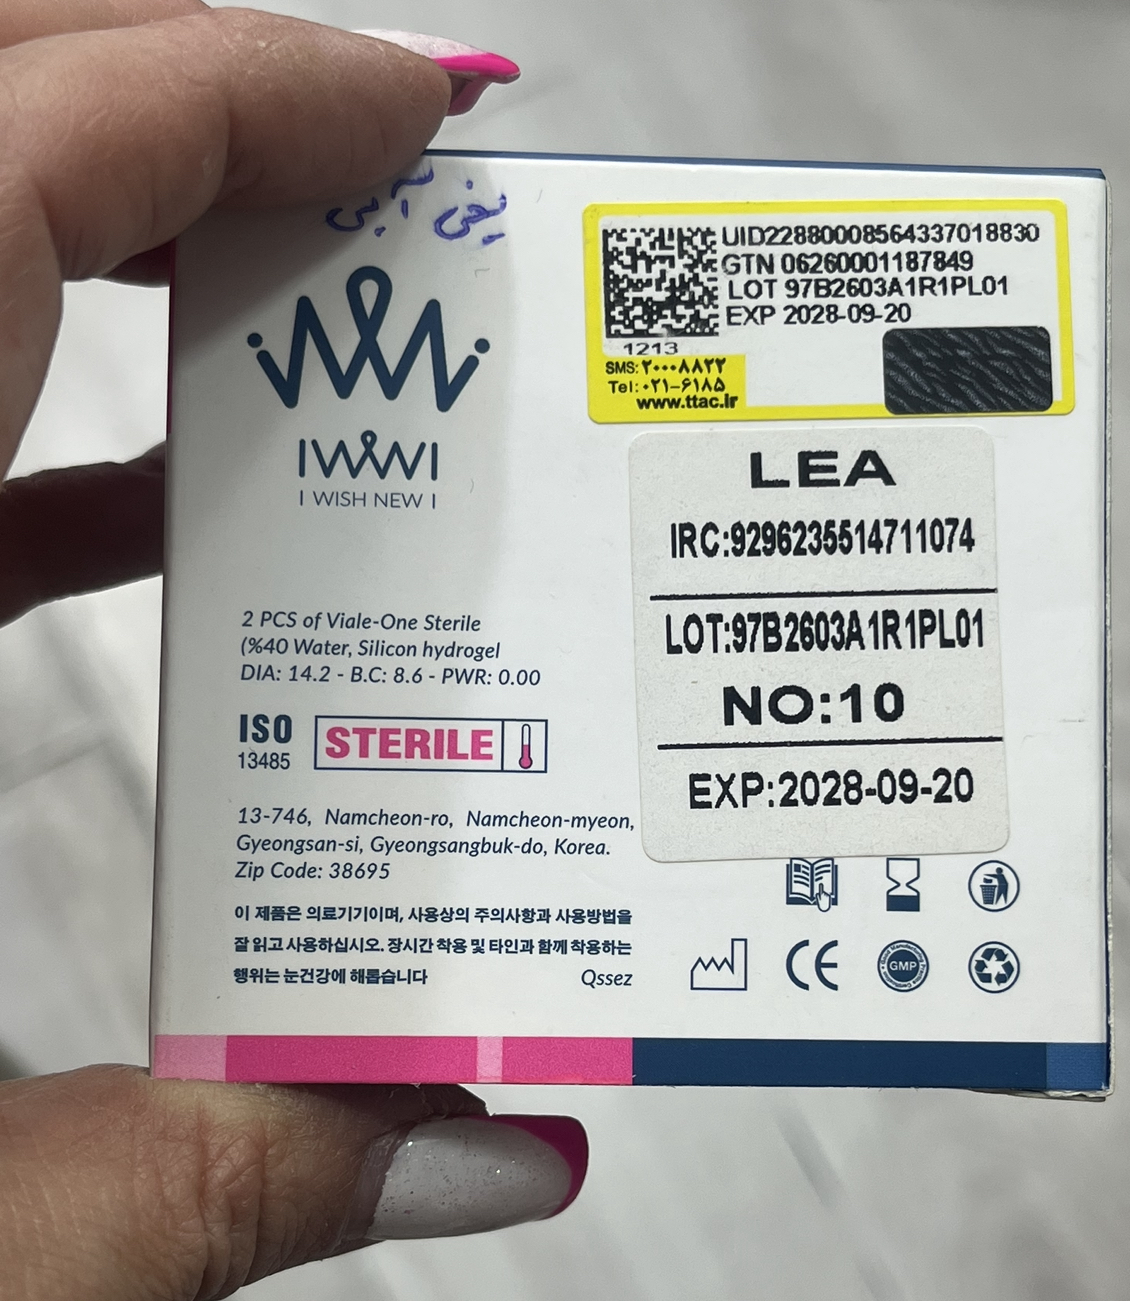 یخی آبی
IWWI
I WISH NEW I
2 PCS of Viale-One Sterile
(%40 Water, Silicon hydrogel
DIA: 14.2 - B.C: 8.6 - PWR: 0.00
ISO
13485
STERILE
13-746, Namcheon-ro, Namcheon-myeon,
Gyeongsan-si, Gyeongsangbuk-do, Korea.
Zip Code: 38695
이 제품은 의료기기이며, 사용상의 주의사항과 사용방법을
잘 읽고 사용하십시오. 장시간 착용 및 타인과 함께 착용하는
행위는 눈건강에 해롭습니다
Qssez
UID22880008564337018830
GTN 06260001187849
LOT 97B2603A1R1PL01
EXP 2028-09-20
1213
SMS:۲۰۰۰۸۸۲۲
Tel:۰۲۱-۶۱۸۵
www.ttac.ir
LEA
IRC:9296235514711074
LOT:97B2603A1R1PL01
NO:10
EXP:2028-09-20
CE
GMP